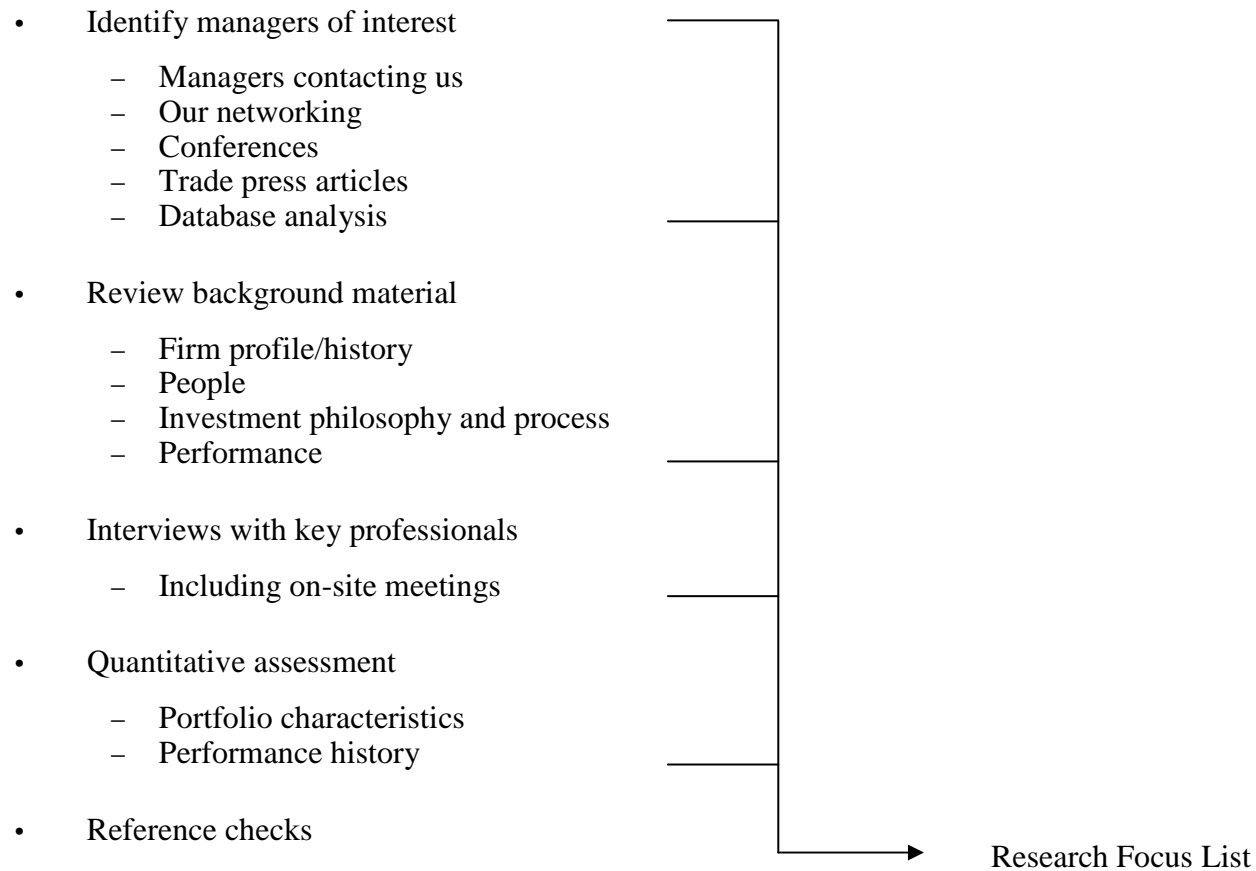 • Identify managers of interest
– Managers contacting us
– Our networking
– Conferences
– Trade press articles
– Database analysis
• Review background material
– Firm profile/history
– People
– Investment philosophy and process
– Performance
• Interviews with key professionals
– Including on-site meetings
• Quantitative assessment
– Portfolio characteristics
– Performance history
• Reference checks
Research Focus List